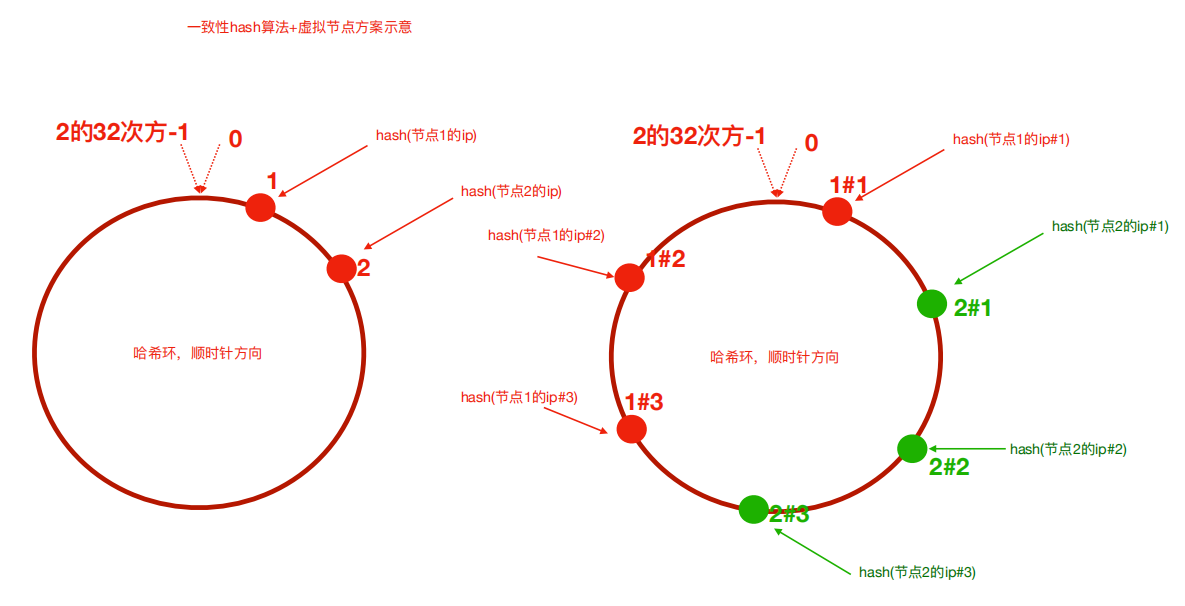 一致性hash算法+虚拟节点方案示意
2的32次方-1
0
hash(节点1的ip)
1
hash(节点2的ip)
2
哈希环，顺时针方向
2的32次方-1
0
hash(节点1的ip#1)
1#1
hash(节点2的ip#1)
2#1
hash(节点1的ip#2)
1#2
哈希环，顺时针方向
hash(节点1的ip#3)
1#3
hash(节点2的ip#2)
2#2
2#3
hash(节点2的ip#3)